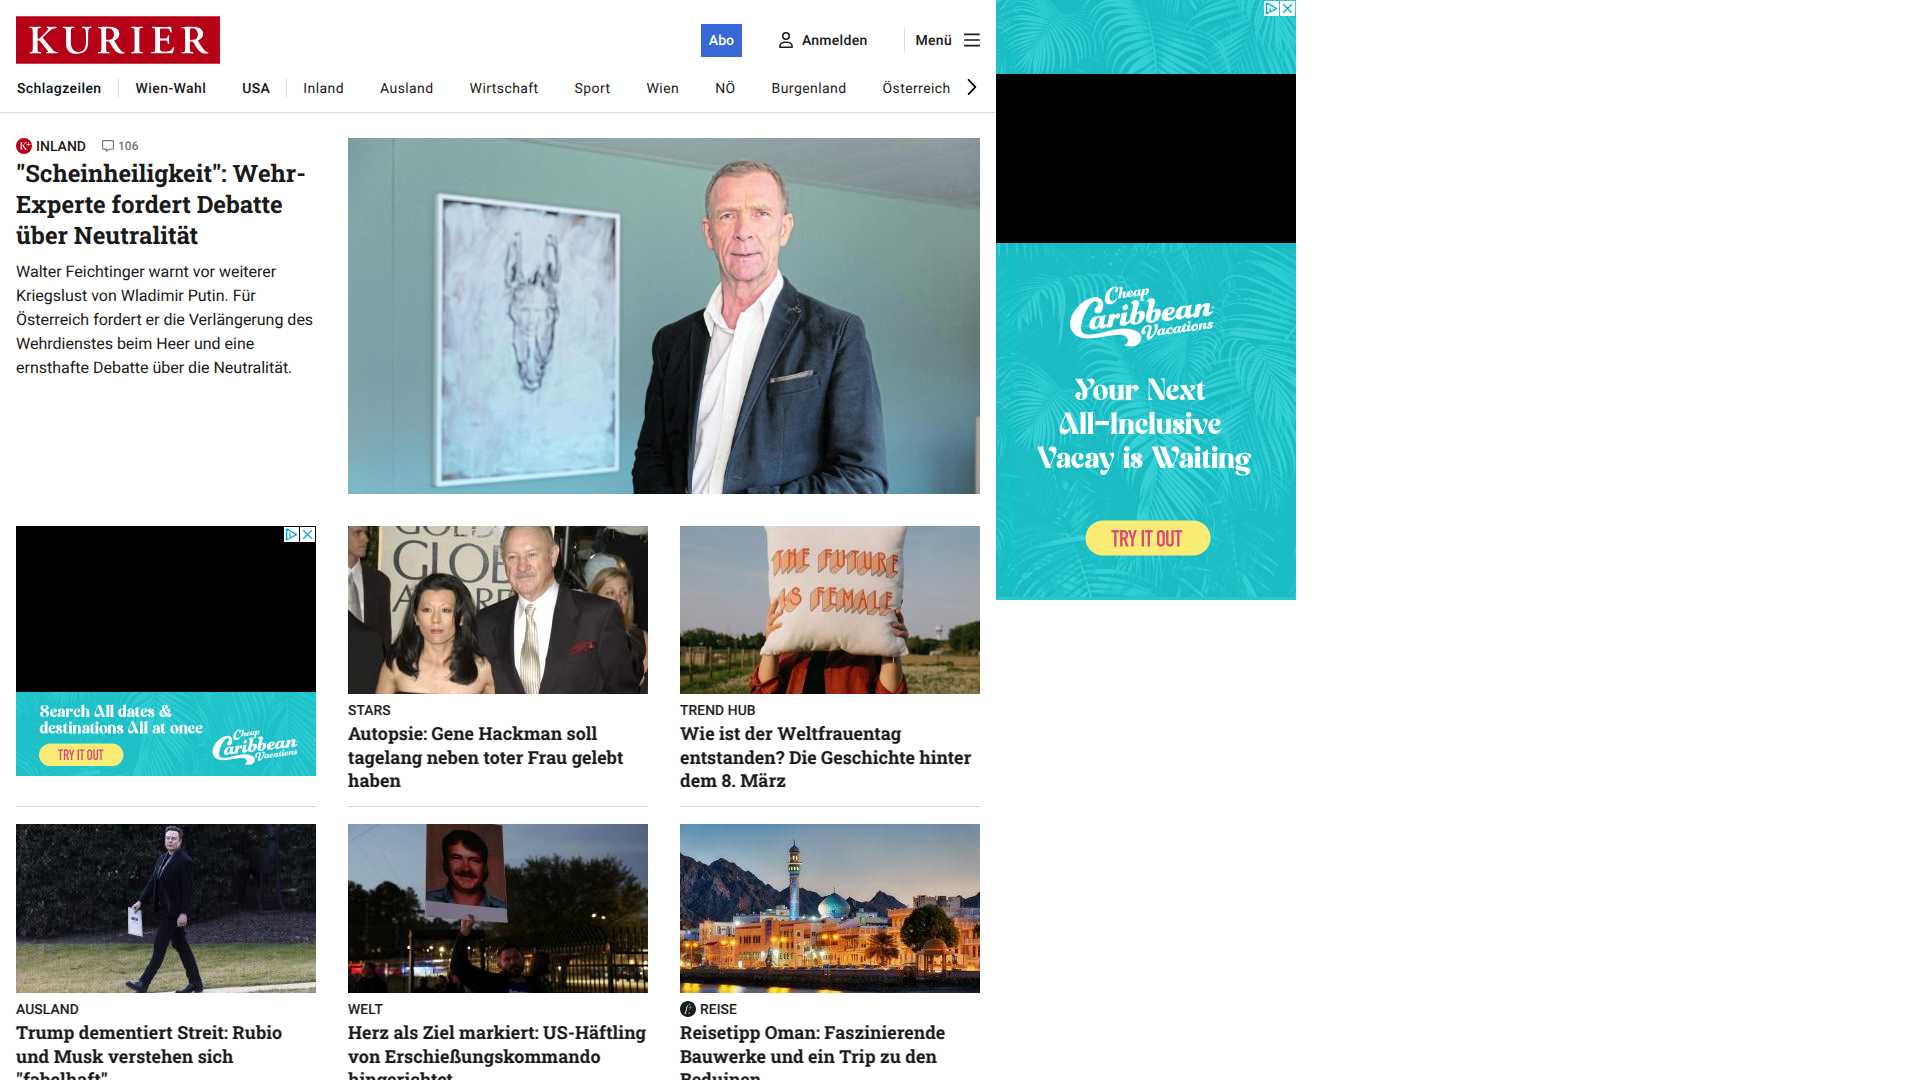 KURIER
Abo
Anmelden
Menü
Schlagzeilen
Wien-Wahl
USA
Inland
Ausland
Wirtschaft
Sport
Wien
NÖ
Burgenland
Österreich
INLAND
106
"Scheinheiligkeit": Wehr-
Experte fordert Debatte
über Neutralität
Walter Feichtinger warnt vor weiterer
Kriegslust von Wladimir Putin. Für
Österreich fordert er die Verlängerung des
Wehrdienstes beim Heer und eine
ernsthafte Debatte über die Neutralität.
Cheap
Caribbean
Vacations
Your Next
All-Inclusive
Vacay is Waiting
TRY IT OUT
Search All dates &
destinations All at once
TRY IT OUT
Cheap
Caribbean
Vacations
STARS
Autopsie: Gene Hackman soll
tagelang neben toter Frau gelebt
haben
THE FUTURE
IS FEMALE
TREND HUB
Wie ist der Weltfrauentag
entstanden? Die Geschichte hinter
dem 8. März
AUSLAND
Trump dementiert Streit: Rubio
und Musk verstehen sich
"fabelhaft"
WELT
Herz als Ziel markiert: US-Häftling
von Erschießungskommando
hingerichtet
REISE
Reisetipp Oman: Faszinierende
Bauwerke und ein Trip zu den
Beduinen